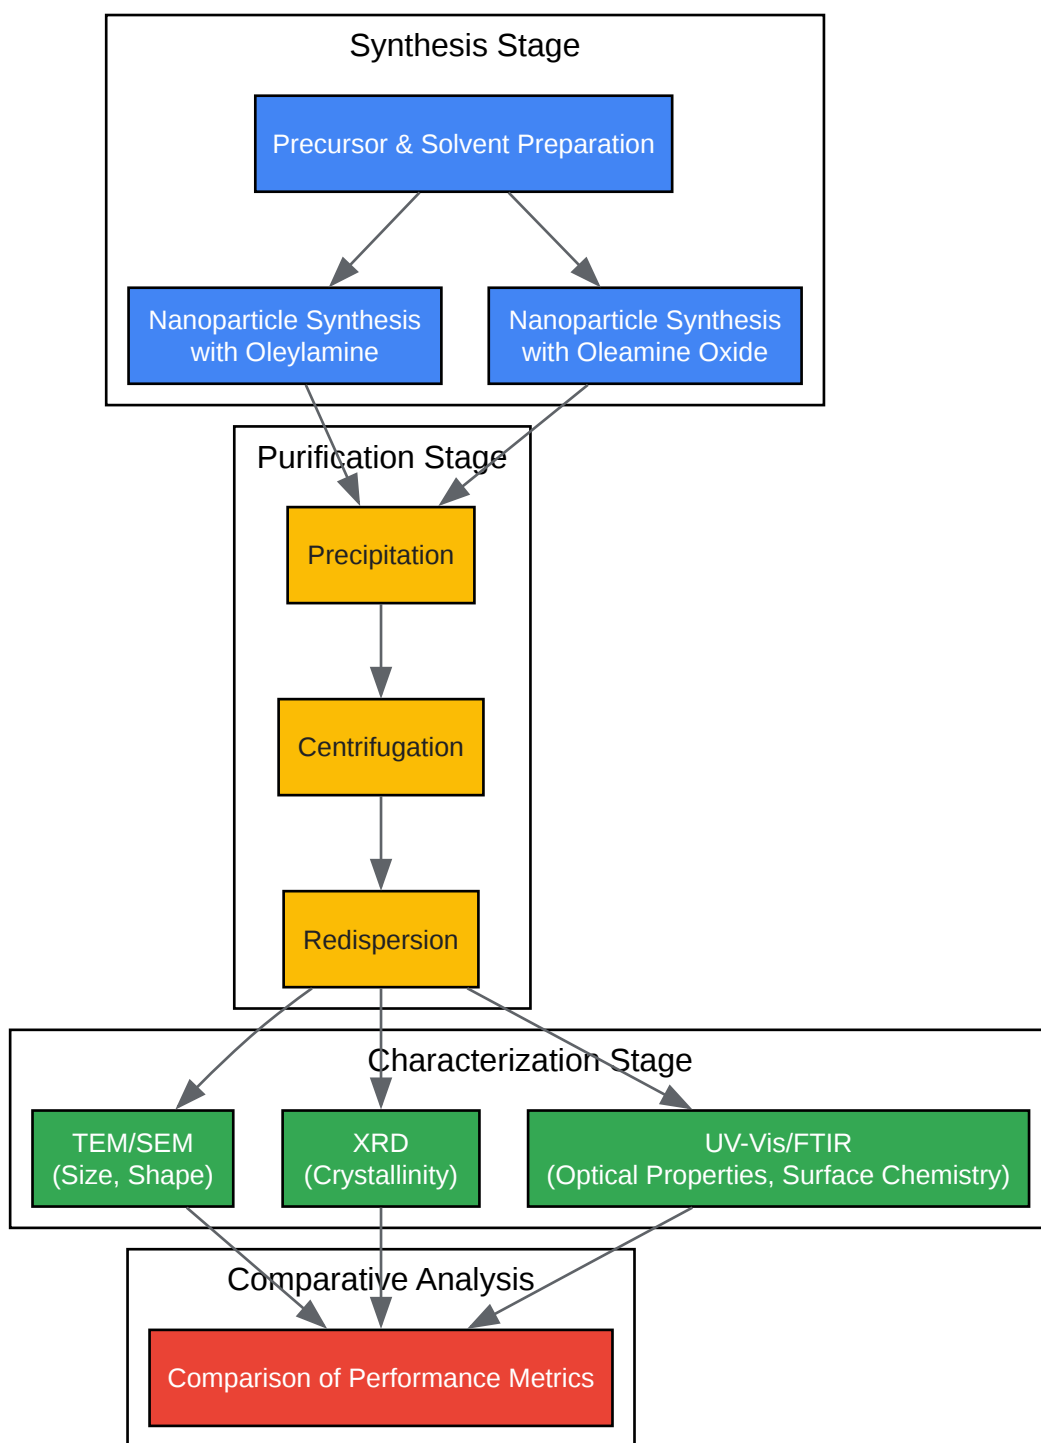 Synthesis Stage
Precursor & Solvent Preparation
Nanoparticle Synthesis
with Oleylamine
Nanoparticle Synthesis
with Oleamine Oxide
Purification Stage
Precipitation
Centrifugation
Redispersion
Characterization Stage
TEM/SEM
(Size, Shape)
XRD
(Crystallinity)
UV-Vis/FTIR
(Optical Properties, Surface Chemistry)
Comparative Analysis
Comparison of Performance Metrics